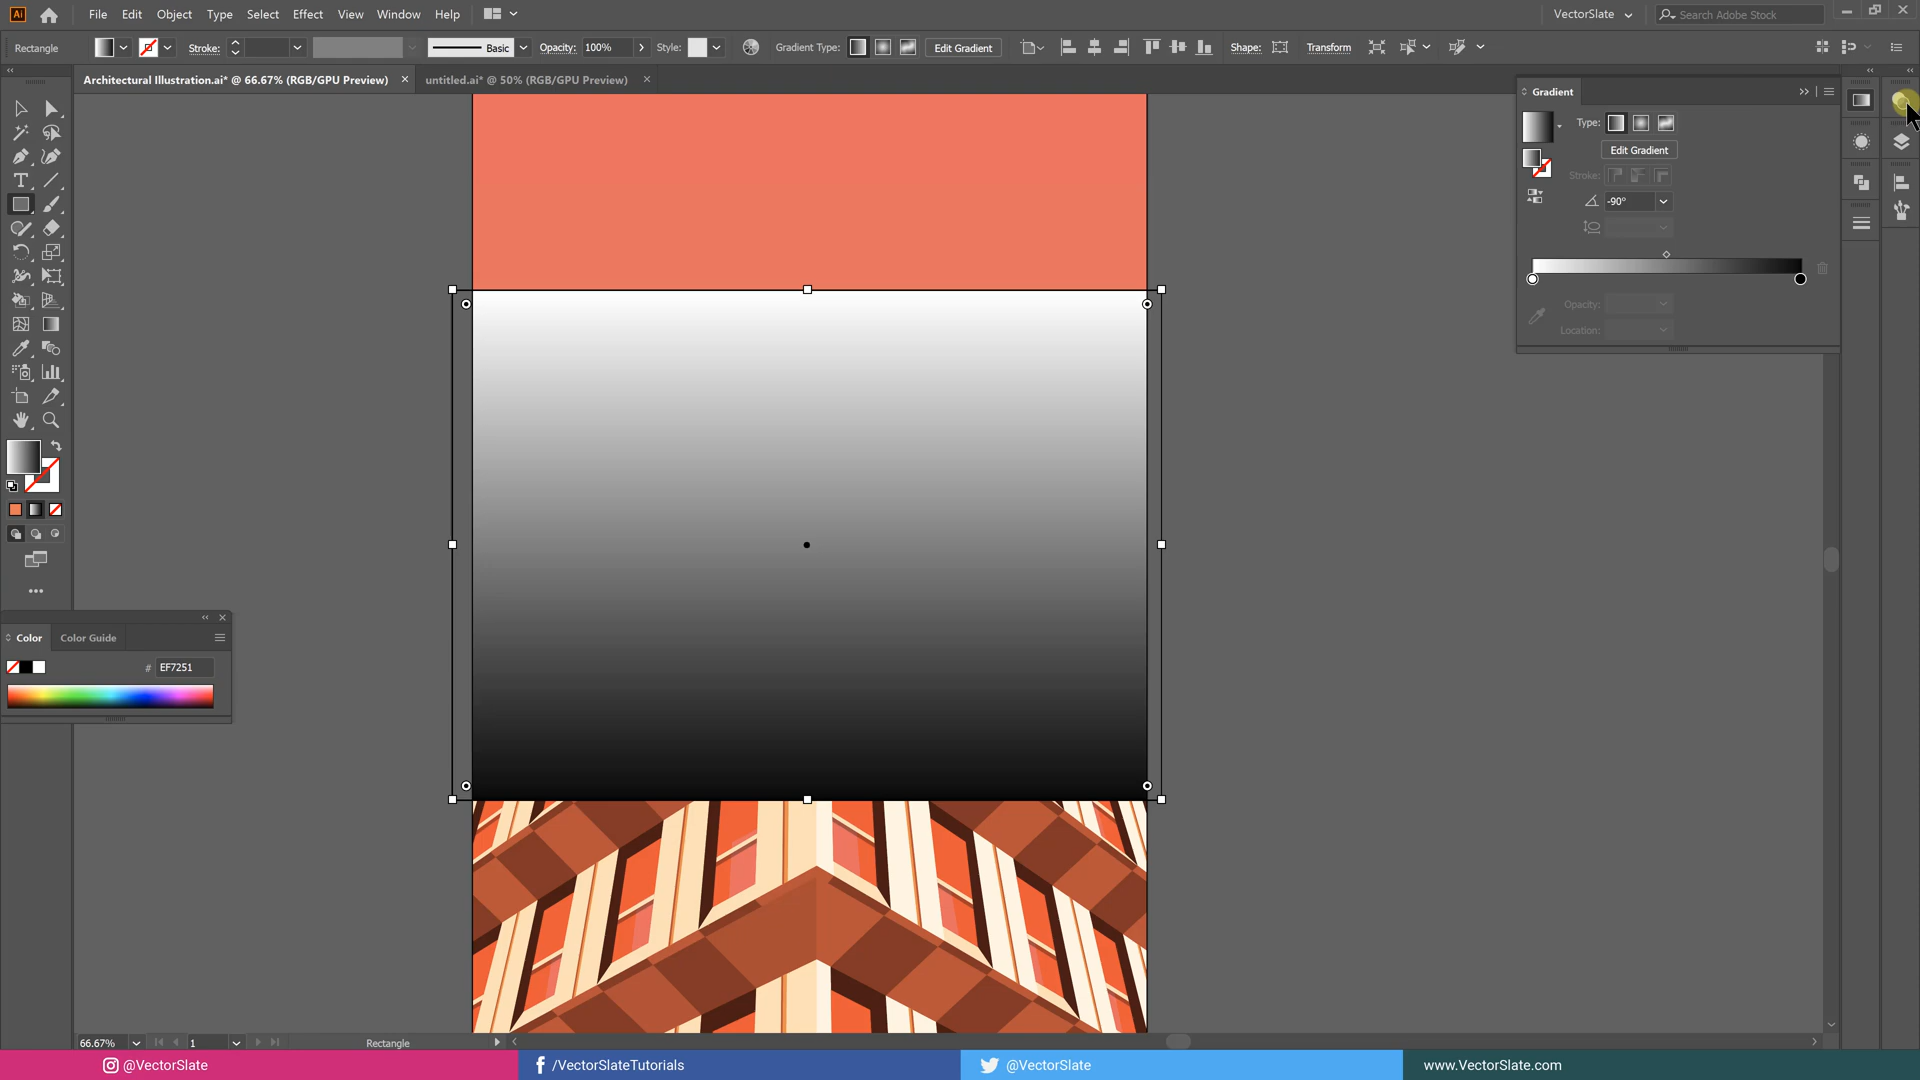 Ai File Edit Object Type Select Effect View Window Help VectorSlate Search Adobe Stock
Rectangle Stroke: Basic Opacity: 100% Style: Gradient Type: Edit Gradient Shape: Transform
Architectural Illustration.ai* @ 66.67% (RGB/GPU Preview) untitled.ai* @ 50% (RGB/GPU Preview)
Gradient
Type:
Edit Gradient
Stroke:
-90°
Opacity:
Location:
Color Color Guide
# EF7251
66.67% 1 Rectangle
@VectorSlate /VectorSlateTutorials @VectorSlate www.VectorSlate.com